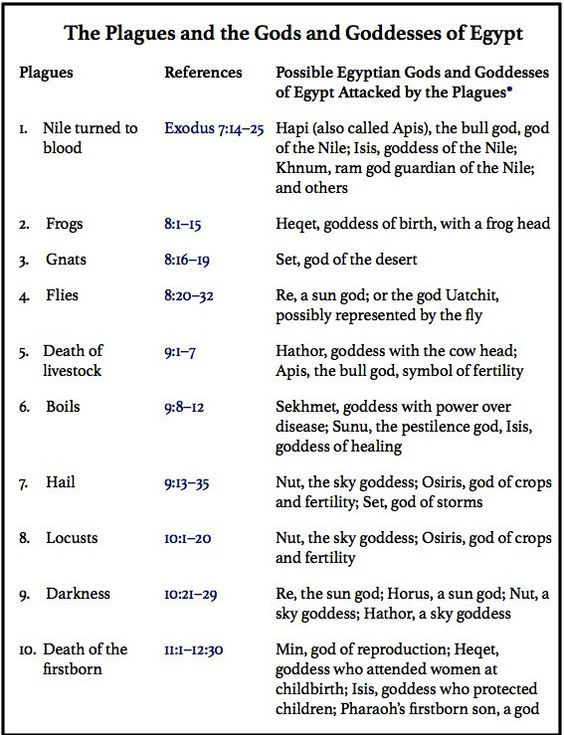 The Plagues and the Gods and Goddesses of Egypt
Plagues References Possible Egyptian Gods and Goddesses
of Egypt Attacked by the Plagues*
1. Nile turned to Exodus 7:14–25 Hapi (also called Apis), the bull god, god
blood of the Nile; Isis, goddess of the Nile;
Khnum, ram god guardian of the Nile;
and others
2. Frogs 8:1–15 Heqet, goddess of birth, with a frog head
3. Gnats 8:16–19 Set, god of the desert
4. Flies 8:20–32 Re, a sun god; or the god Uatchit,
possibly represented by the fly
5. Death of 9:1–7 Hathor, goddess with the cow head;
livestock Apis, the bull god, symbol of fertility
6. Boils 9:8–12 Sekhmet, goddess with power over
disease; Sunu, the pestilence god, Isis,
goddess of healing
7. Hail 9:13–35 Nut, the sky goddess; Osiris, god of crops
and fertility; Set, god of storms
8. Locusts 10:1–20 Nut, the sky goddess; Osiris, god of crops
and fertility
9. Darkness 10:21–29 Re, the sun god; Horus, a sun god; Nut, a
sky goddess; Hathor, a sky goddess
10. Death of the 11:1–12:30 Min, god of reproduction; Heqet,
firstborn goddess who attended women at
childbirth; Isis, goddess who protected
children; Pharaoh's firstborn son, a god